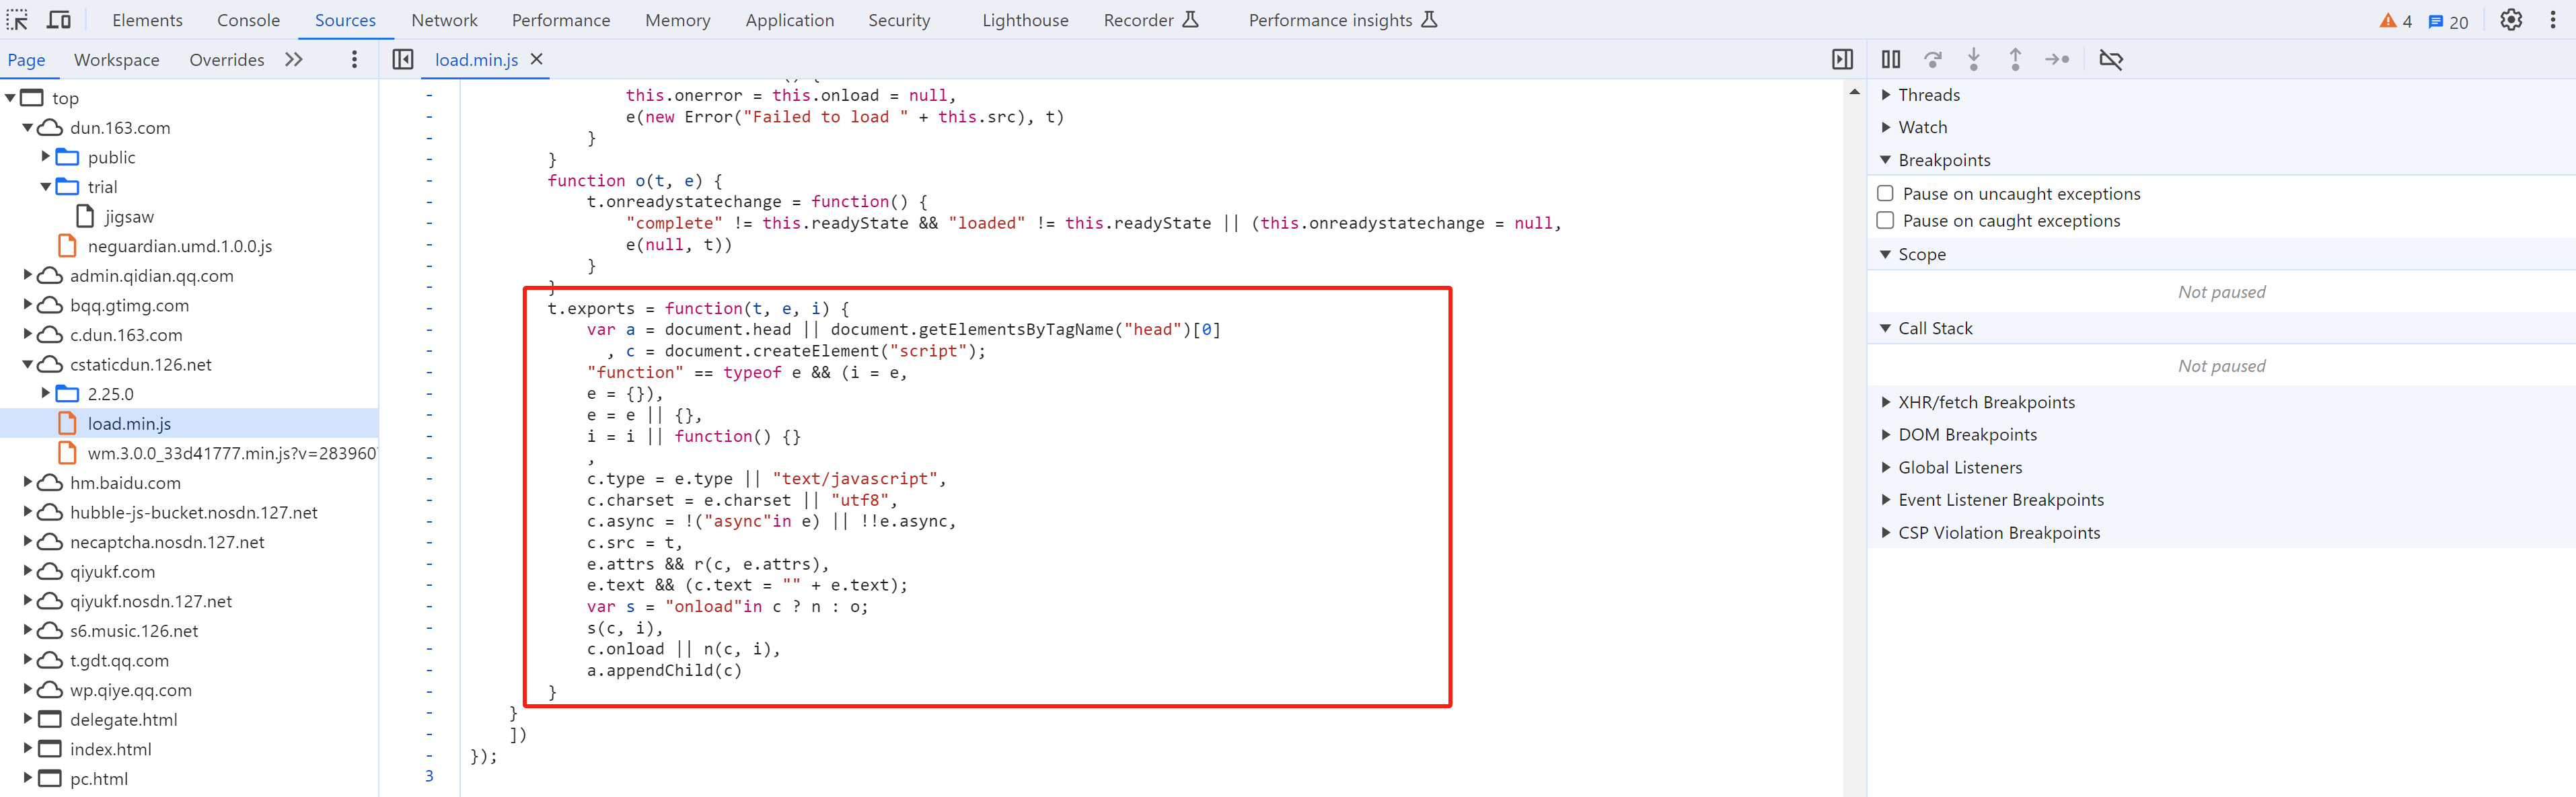 Elements Console Sources Network Performance Memory Application Security Lighthouse Recorder Performance insights 4 20
Page Workspace Overrides
load.min.js
top
dun.163.com
public
trial
jigsaw
neguardian.umd.1.0.0.js
admin.qidian.qq.com
bqq.gtimg.com
c.dun.163.com
cstaticdun.126.net
2.25.0
load.min.js
wm.3.0.0_33d41777.min.js?v=283960
hm.baidu.com
hubble-js-bucket.nosdn.127.net
necaptcha.nosdn.127.net
qiyukf.com
qiyukf.nosdn.127.net
s6.music.126.net
t.gdt.qq.com
wp.qiye.qq.com
delegate.html
index.html
pc.html
this.onerror = this.onload = null,
e(new Error("Failed to load " + this.src), t)
}
}
function o(t, e) {
t.onreadystatechange = function() {
"complete" != this.readyState && "loaded" != this.readyState || (this.onreadystatechange = null,
e(null, t))
}
}
t.exports = function(t, e, i) {
var a = document.head || document.getElementsByTagName("head")[0]
, c = document.createElement("script");
"function" == typeof e && (i = e,
e = {}),
e = e || {},
i = i || function() {}
,
c.type = e.type || "text/javascript",
c.charset = e.charset || "utf8",
c.async = !("async"in e) || !!e.async,
c.src = t,
e.attrs && r(c, e.attrs),
e.text && (c.text = "" + e.text);
var s = "onload"in c ? n : o;
s(c, i),
c.onload || n(c, i),
a.appendChild(c)
}
}
])
});
3
Threads
Watch
Breakpoints
Pause on uncaught exceptions
Pause on caught exceptions
Scope
Not paused
Call Stack
Not paused
XHR/fetch Breakpoints
DOM Breakpoints
Global Listeners
Event Listener Breakpoints
CSP Violation Breakpoints